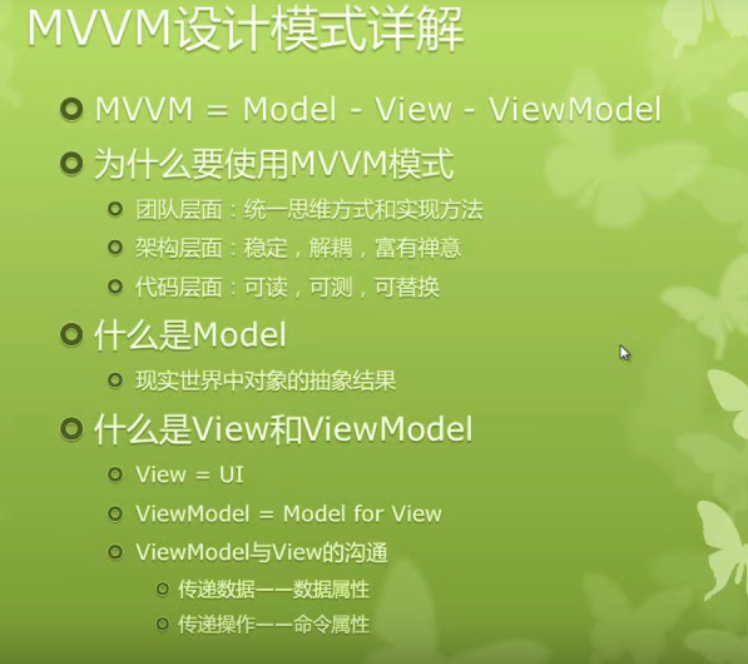 MVVM设计模式详解
MVVM = Model - View - ViewModel
为什么要使用MVVM模式
团队层面：统一思维方式和实现方法
架构层面：稳定，解耦，富有禅意
代码层面：可读，可测，可替换
什么是Model
现实世界中对象的抽象结果
什么是View和ViewModel
View = UI
ViewModel = Model for View
ViewModel与View的沟通
传递数据——数据属性
传递操作——命令属性